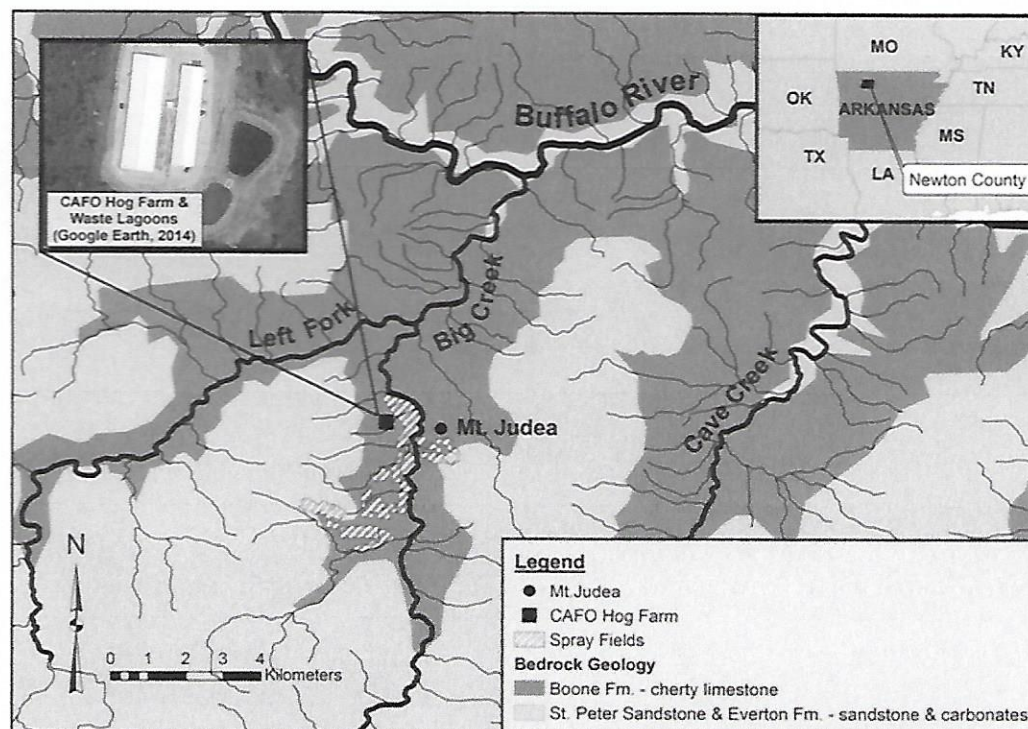 CAFO Hog Farm &
Waste Lagoons
(Google Earth, 2014)
Buffalo River
MO
KY
OK
ARKANSAS
TN
MS
TX
LA
Newton County
Left Fork
Big Creek
Cave Creek
Mt. Judea
N
0 1 2 3 4
Kilometers
Legend
Mt.Judea
CAFO Hog Farm
Spray Fields
Bedrock Geology
Boone Fm. - cherty limestone
St. Peter Sandstone & Everton Fm. - sandstone & carbonates